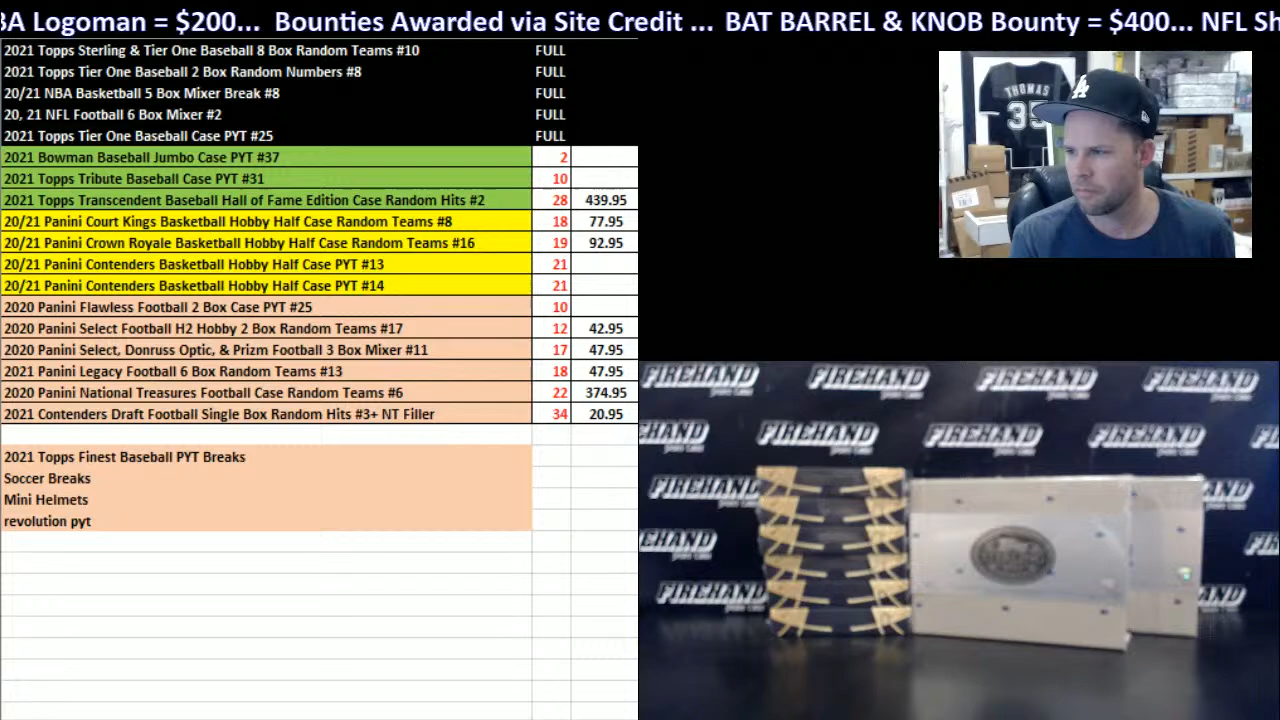 BA Logoman = $200... Bounties Awarded via Site Credit ... BAT BARREL & KNOB Bounty = $400... NFL Sh
2021 Topps Sterling & Tier One Baseball 8 Box Random Teams #10 FULL
2021 Topps Tier One Baseball 2 Box Random Numbers #8 FULL
20/21 NBA Basketball 5 Box Mixer Break #8 FULL
20, 21 NFL Football 6 Box Mixer #2 FULL
2021 Topps Tier One Baseball Case PYT #25 FULL
2021 Bowman Baseball Jumbo Case PYT #37 2
2021 Topps Tribute Baseball Case PYT #31 10
2021 Topps Transcendent Baseball Hall of Fame Edition Case Random Hits #2 28 439.95
20/21 Panini Court Kings Basketball Hobby Half Case Random Teams #8 18 77.95
20/21 Panini Crown Royale Basketball Hobby Half Case Random Teams #16 19 92.95
20/21 Panini Contenders Basketball Hobby Half Case PYT #13 21
20/21 Panini Contenders Basketball Hobby Half Case PYT #14 21
2020 Panini Flawless Football 2 Box Case PYT #25 10
2020 Panini Select Football H2 Hobby 2 Box Random Teams #17 12 42.95
2020 Panini Select, Donruss Optic, & Prizm Football 3 Box Mixer #11 17 47.95
2021 Panini Legacy Football 6 Box Random Teams #13 18 47.95
2020 Panini National Treasures Football Case Random Teams #6 22 374.95
2021 Contenders Draft Football Single Box Random Hits #3+ NT Filler 34 20.95
2021 Topps Finest Baseball PYT Breaks
Soccer Breaks
Mini Helmets
revolution pyt
THOMAS
35
LA
FIREHAND FIREHAND FIREHAND FIREHAND
HAND FIREHAND FIREHAND FIREHAND
FIREHAND
FIREHAND